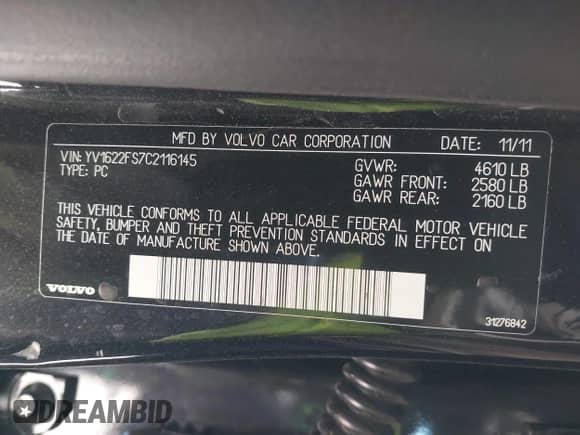 MFD BY VOLVO CAR CORPORATION DATE: 11/11
VIN: YV1622FS7C2116145 GVWR: 4610 LB
TYPE: PC GAWR FRONT: 2580 LB
GAWR REAR: 2160 LB
THIS VEHICLE CONFORMS TO ALL APPLICABLE FEDERAL MOTOR VEHICLE
SAFETY, BUMPER AND THEFT PREVENTION STANDARDS IN EFFECT ON
THE DATE OF MANUFACTURE SHOWN ABOVE.
VOLVO 31276842
DREAMBID